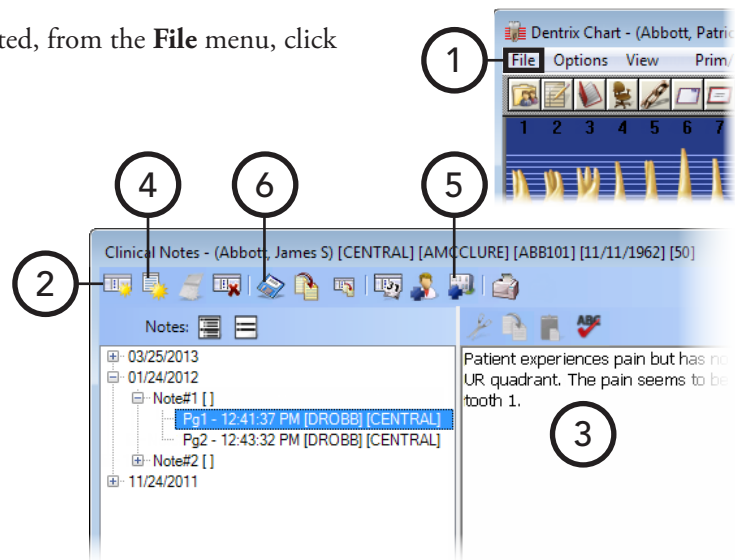 ted, from the File menu, click
1
Dentrix Chart - (Abbott, Patric
File Options View Prim/
1 2 3 4 5 6 7
4
6
5
2
Clinical Notes - (Abbott, James S) [CENTRAL] [AMCCLURE] [ABB101] [11/11/1962] [50]
Notes:
ABC
03/25/2013
01/24/2012
Note#1 [ ]
Pg1 - 12:41:37 PM [DROBB] [CENTRAL]
Pg2 - 12:43:32 PM [DROBB] [CENTRAL]
Note#2 [ ]
11/24/2011
Patient experiences pain but has no
UR quadrant. The pain seems to be
tooth 1.
3